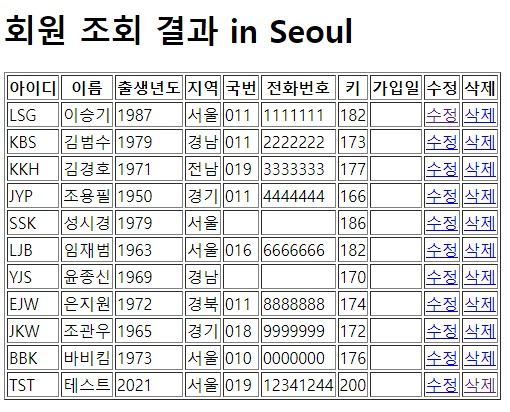 회원 조회 결과 in Seoul
아이디 이름 출생년도 지역 국번 전화번호 키 가입일 수정 삭제
LSG 이승기 1987 서울 011 1111111 182 수정 삭제
KBS 김범수 1979 경남 011 2222222 173 수정 삭제
KKH 김경호 1971 전남 019 3333333 177 수정 삭제
JYP 조용필 1950 경기 011 4444444 166 수정 삭제
SSK 성시경 1979 서울 186 수정 삭제
LJB 임재범 1963 서울 016 6666666 182 수정 삭제
YJS 윤종신 1969 경남 170 수정 삭제
EJW 은지원 1972 경북 011 8888888 174 수정 삭제
JKW 조관우 1965 경기 018 9999999 172 수정 삭제
BBK 바비킴 1973 서울 010 0000000 176 수정 삭제
TST 테스트 2021 서울 019 12341244 200 수정 삭제